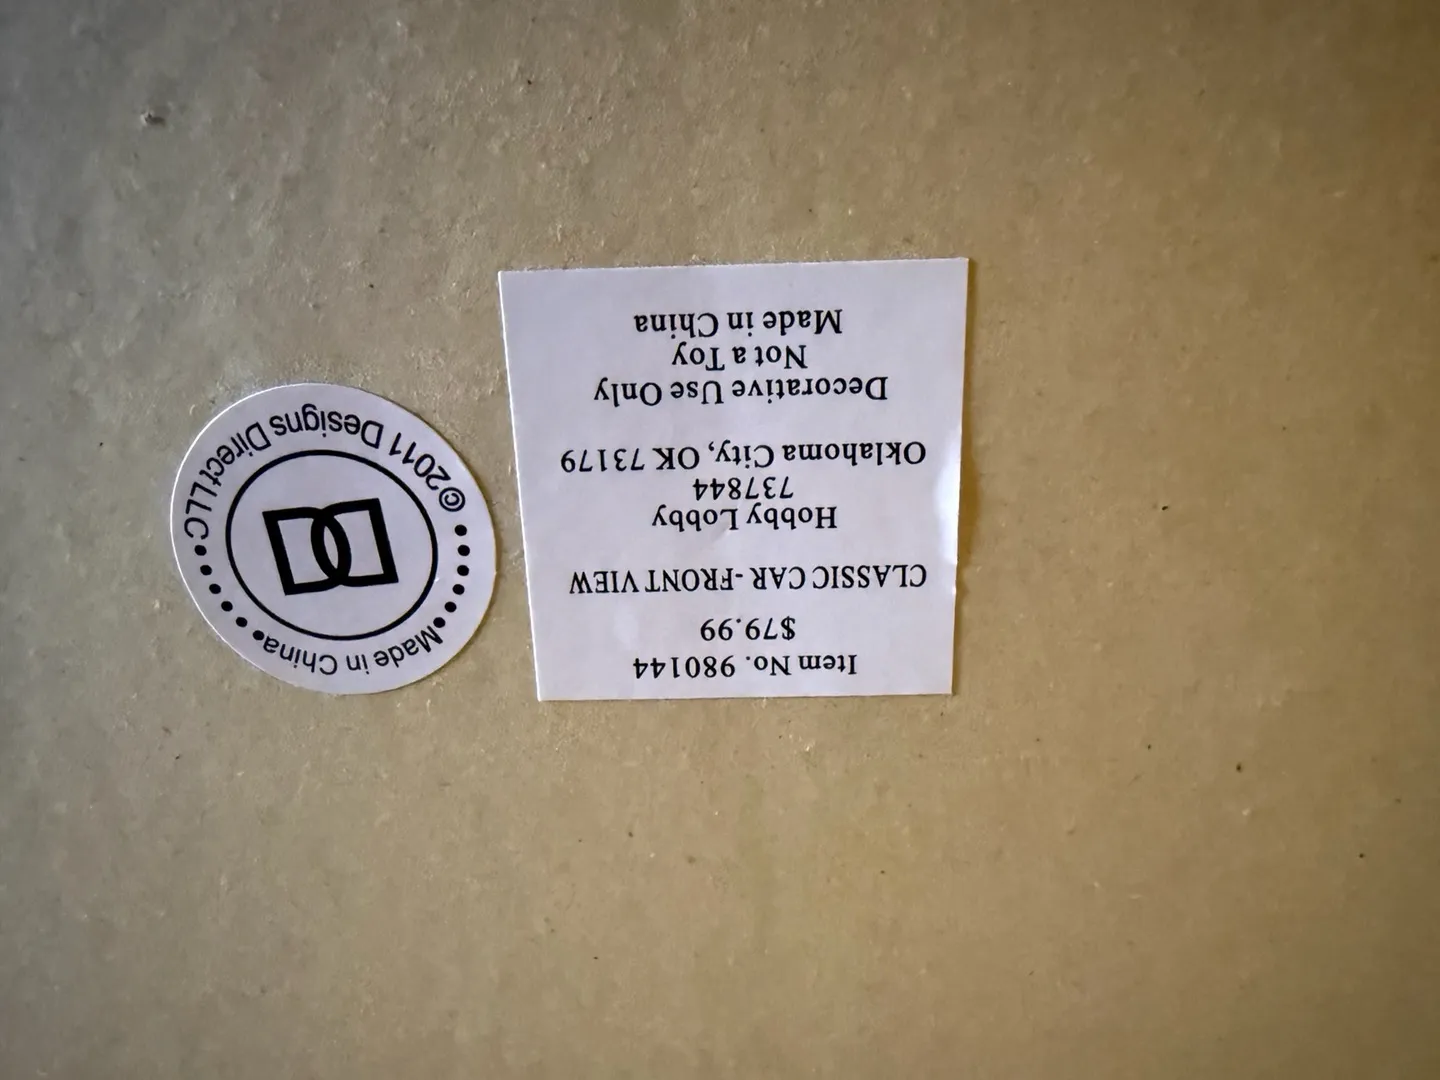 Item No. 980144
$79.99
CLASSIC CAR -FRONT VIEW
Hobby Lobby
737844
Oklahoma City, OK 73179
Decorative Use Only
Not a Toy
Made in China
Made in China
©2011 Designs Direct LLC